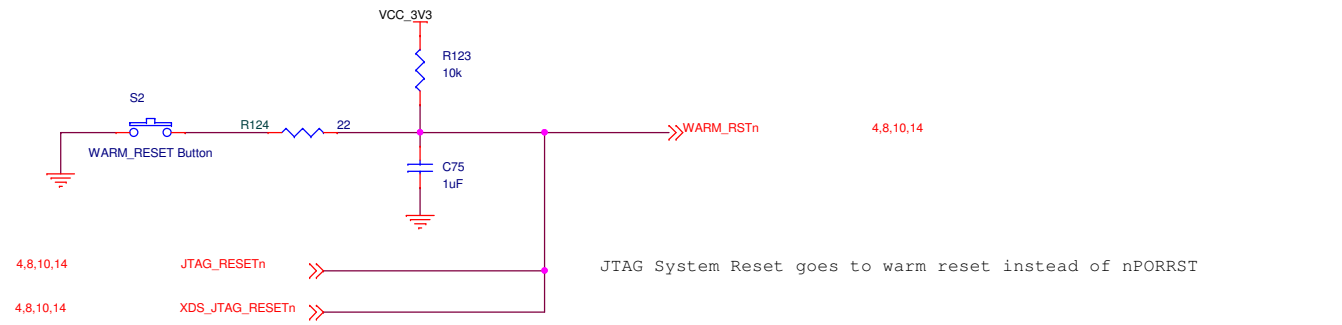 VCC_3V3
R123
10k
S2
R124
22
WARM_RSTn
4,8,10,14
WARM_RESET Button
C75
1uF
4,8,10,14
JTAG_RESETn
JTAG System Reset goes to warm reset instead of nPORRST
4,8,10,14
XDS_JTAG_RESETn